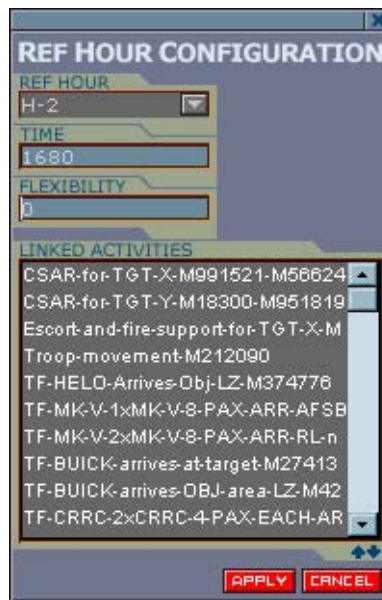 REF HOUR CONFIGURATION
REF HOUR
H-2
TIME
1680
FLEXIBILITY
0
LINKED ACTIVITIES
CSAR-for-TGT-X-M991521-M56624
CSAR-for-TGT-Y-M18300-M951819
Escort-and-fire-support-for-TGT-X-M
Troop-movement-M212090
TF-HELO-Arrives-Obj-LZ-M374776
TF-MK-V-1xMK-V-8-PAX-ARR-AFSB
TF-MK-V-2xMK-V-8-PAX-ARR-RL-n
TF-BUICK-arrives-at-target-M27413
TF-BUICK-arrives-OBJ-area-LZ-M42
TF-CRRC-2xCRRC-4-PAX-EACH-AR
APPLY CANCEL